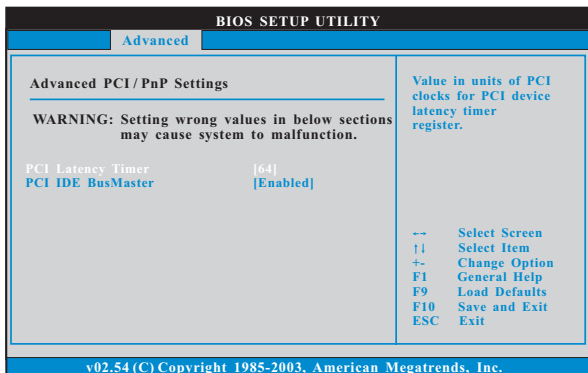 BIOS SETUP UTILITY
Advanced
Advanced PCI / PnP Settings
WARNING: Setting wrong values in below sections
may cause system to malfunction.
PCI Latency Timer [64]
PCI IDE BusMaster [Enabled]
Value in units of PCI
clocks for PCI device
latency timer
register.
←→ Select Screen
↑↓ Select Item
+- Change Option
F1 General Help
F9 Load Defaults
F10 Save and Exit
ESC Exit
v02.54 (C) Copyright 1985-2003, American Megatrends, Inc.